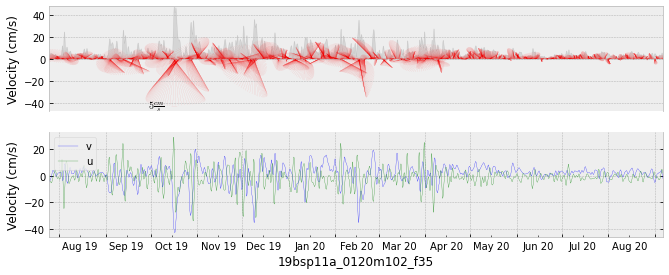 40
20
0
−20
−40
Velocity (cm/s)
5 cm/s
20
0
−20
−40
Velocity (cm/s)
v
u
Aug 19 Sep 19 Oct 19 Nov 19 Dec 19 Jan 20 Feb 20 Mar 20 Apr 20 May 20 Jun 20 Jul 20 Aug 20
19bsp11a_0120m102_f35